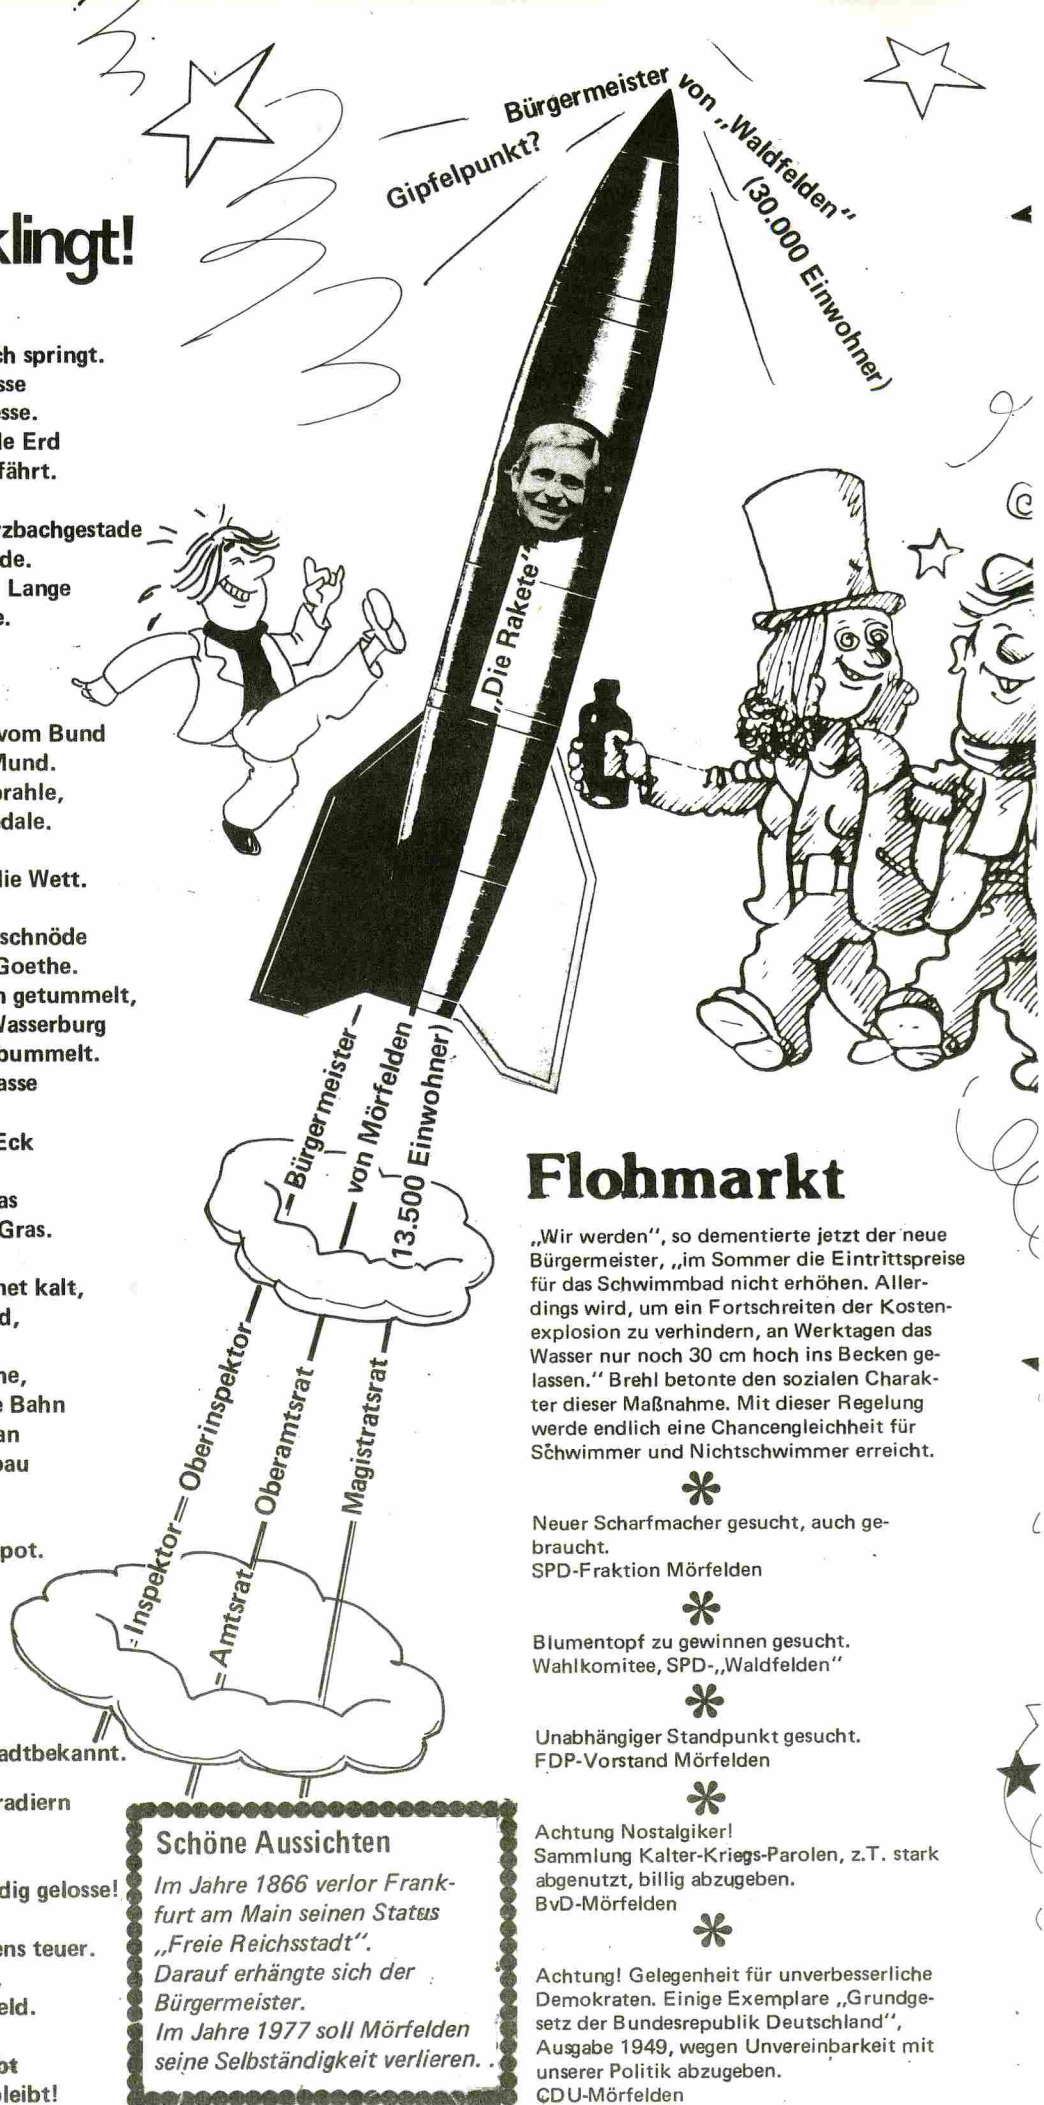 klingt!
ch springt.
sse
esse.
le Erd
fährt.
zbachgestade
de.
Lange
e.
vom Bund
Mund.
prahle,
dale.
die Wett.
schnöde
Goethe.
n getummelt,
Wasserburg
bummelt.
asse
Eck
as
Gras.
net kalt,
d,
ne,
e Bahn
an
bau
pot.
adtbekannt.
radiern
dig gelosse!
ens teuer.
eld.
bt
bleibt!
Gipfelpunkt?
Bürgermeister von „Waldfelden“
(30.000 Einwohner)
„Die Rakete“
Bürgermeister
von Mörfelden
(13.500 Einwohner)
Inspektor Oberinspektor
Amtsrat Oberamtsrat
Magistratsrat
Schöne Aussichten
Im Jahre 1866 verlor Frank-
furt am Main seinen Status
„Freie Reichsstadt“.
Darauf erhängte sich der
Bürgermeister.
Im Jahre 1977 soll Mörfelden
seine Selbständigkeit verlieren. .
Flohmarkt
„Wir werden“, so dementierte jetzt der neue
Bürgermeister, „im Sommer die Eintrittspreise
für das Schwimmbad nicht erhöhen. Aller-
dings wird, um ein Fortschreiten der Kosten-
explosion zu verhindern, an Werktagen das
Wasser nur noch 30 cm hoch ins Becken ge-
lassen.“ Brehl betonte den sozialen Charak-
ter dieser Maßnahme. Mit dieser Regelung
werde endlich eine Chancengleichheit für
Schwimmer und Nichtschwimmer erreicht.
Neuer Scharfmacher gesucht, auch ge-
braucht.
SPD-Fraktion Mörfelden
Blumentopf zu gewinnen gesucht.
Wahlkomitee, SPD-„Waldfelden“
Unabhängiger Standpunkt gesucht.
FDP-Vorstand Mörfelden
Achtung Nostalgiker!
Sammlung Kalter-Kriegs-Parolen, z.T. stark
abgenutzt, billig abzugeben.
BvD-Mörfelden
Achtung! Gelegenheit für unverbesserliche
Demokraten. Einige Exemplare „Grundge-
setz der Bundesrepublik Deutschland“,
Ausgabe 1949, wegen Unvereinbarkeit mit
unserer Politik abzugeben.
CDU-Mörfelden